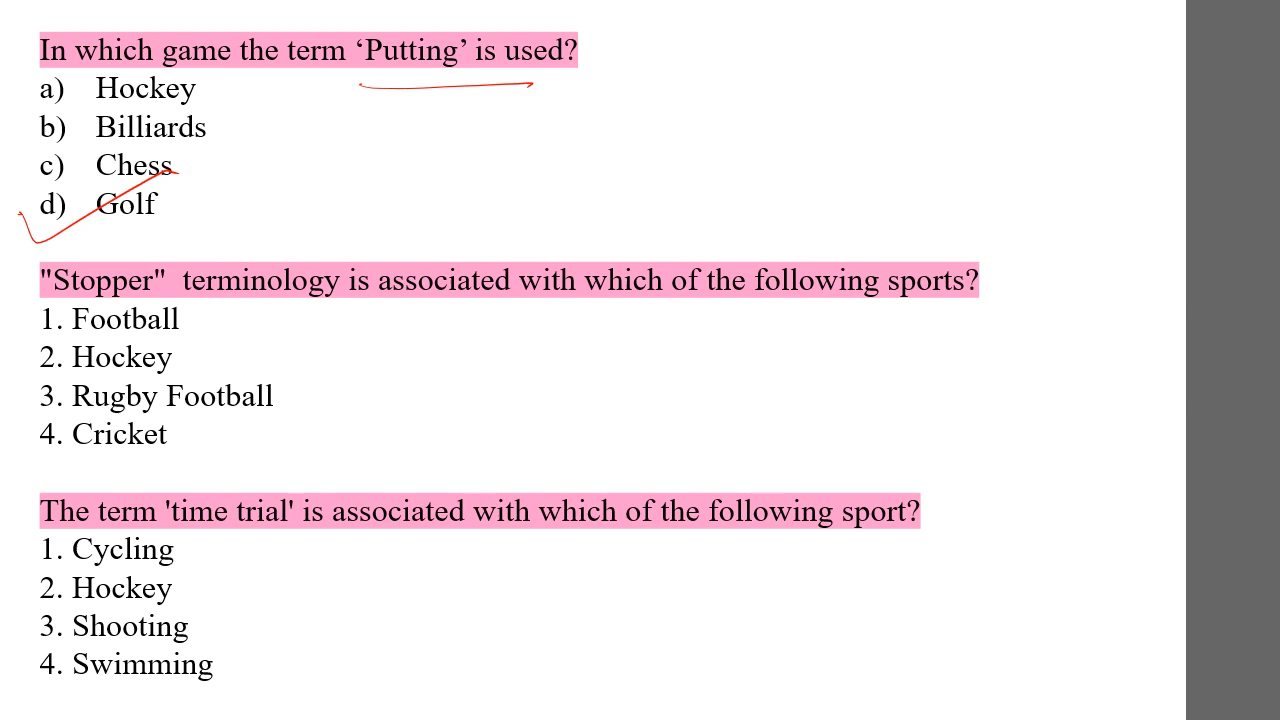 In which game the term ‘Putting’ is used?
a) Hockey
b) Billiards
c) Chess
d) Golf
"Stopper"  terminology is associated with which of the following sports?
1. Football
2. Hockey
3. Rugby Football
4. Cricket
The term 'time trial' is associated with which of the following sport?
1. Cycling
2. Hockey
3. Shooting
4. Swimming